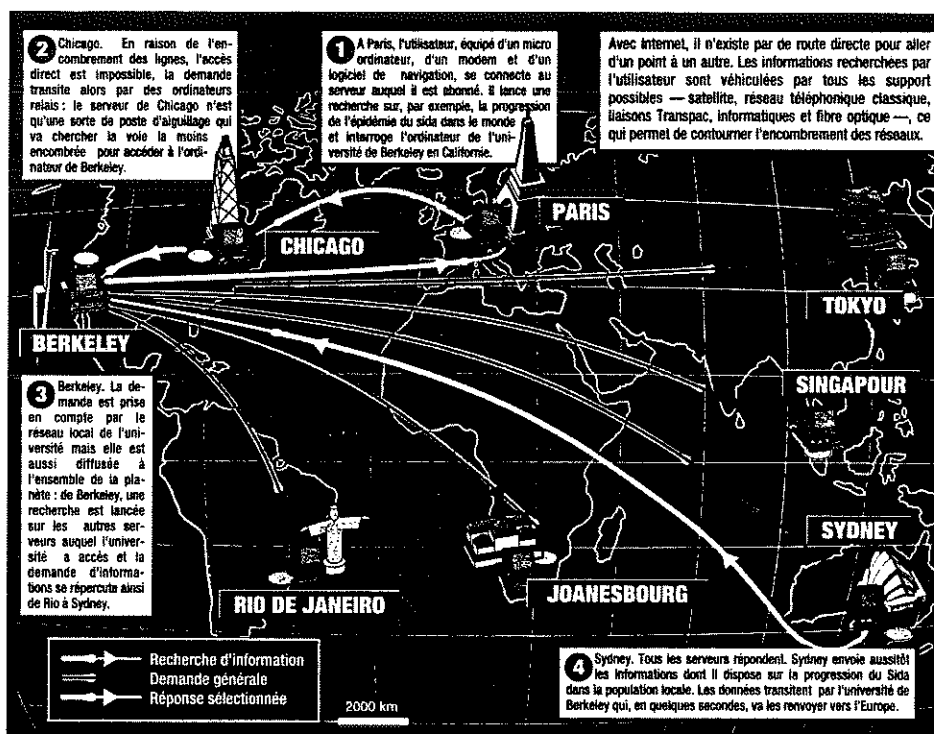 1 A Paris, l'utilisateur, équipé d'un micro
ordinateur, d'un modem et d'un
logiciel de navigation, se connecte au
serveur auquel il est abonné. Il lance une
recherche sur, par exemple, la progression
de l'épidémie du sida dans le monde
et interroge l'ordinateur de l'uni-
versité de Berkeley en Californie.
2 Chicago. En raison de l'en-
combrement des lignes, l'accès
direct est impossible, la demande
transite alors par des ordinateurs
relais : le serveur de Chicago n'est
qu'une sorte de poste d'aiguillage qui
va chercher la voie la moins
encombrée pour accéder à l'ordi-
nateur de Berkeley.
Avec Internet, il n'existe par de route directe pour aller
d'un point à un autre. Les informations recherchées par
l'utilisateur sont véhiculées par tous les support
possibles — satellite, réseau téléphonique classique,
liaisons Transpac, informatiques et fibre optique —, ce
qui permet de contourner l'encombrement des réseaux.
PARIS
CHICAGO
TOKYO
BERKELEY
SINGAPOUR
3 Berkeley. La de-
mande est prise
en compte par le
réseau local de l'uni-
versité mais elle est
aussi diffusée à
l'ensemble de la pla-
nète : de Berkeley, une
recherche est lancée
sur les autres ser-
veurs auquel l'univer-
sité a accès et la
demande d'informa-
tions se répercute ainsi
de Rio à Sydney.
SYDNEY
RIO DE JANEIRO
JOANESBOURG
4 Sydney. Tous les serveurs répondent. Sydney envoie aussitôt
les informations dont il dispose sur la progression du Sida
dans la population locale. Les données transitent par l'université de
Berkeley qui, en quelques secondes, va les renvoyer vers l'Europe.
Recherche d'information
Demande générale
Réponse sélectionnée
2000 km